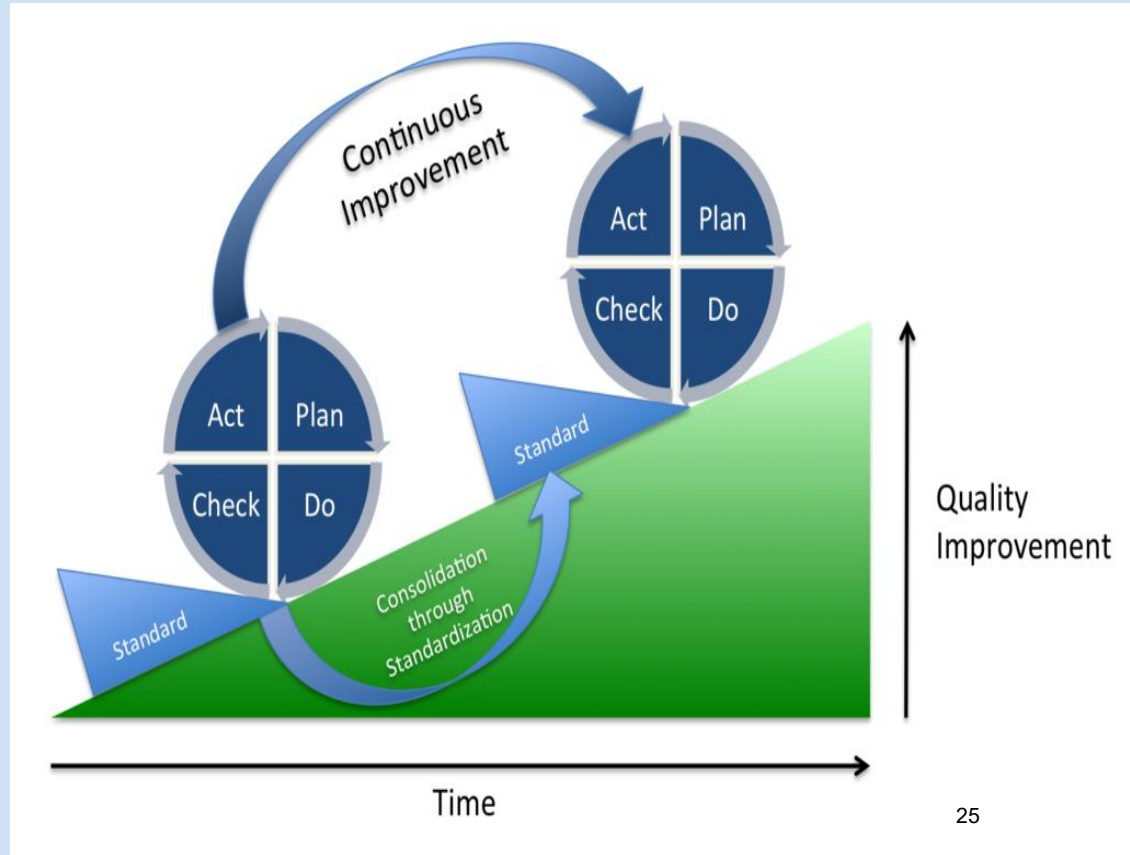 Continuous
Improvement
Act
Plan
Check
Do
Act
Plan
Check
Do
Standard
Standard
Consolidation
through
Standardization
Quality
Improvement
Time
25